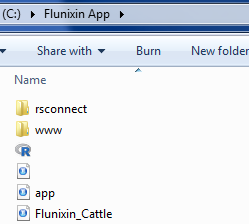 (C:) ▸ Flunixin App ▸
Share with ▾ Burn New folder
Name
rsconnect
www
app
Flunixin_Cattle